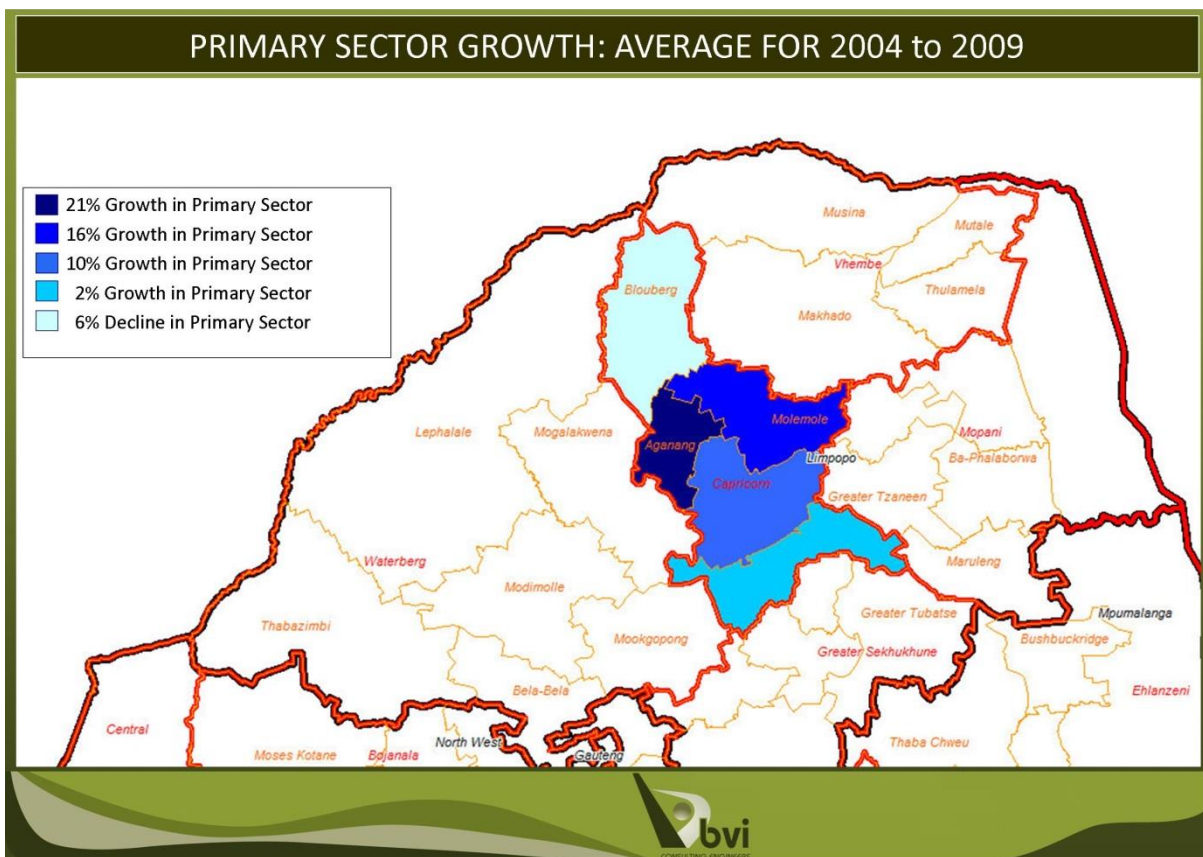 PRIMARY SECTOR GROWTH: AVERAGE FOR 2004 to 2009
21% Growth in Primary Sector
16% Growth in Primary Sector
10% Growth in Primary Sector
2% Growth in Primary Sector
6% Decline in Primary Sector
Musina
Mutale
Vhembe
Blouberg
Thulamela
Makhado
Molemole
Lephalale
Mogalakwena
Mopani
Aganang
Limpopo
Ba-Phalaborwa
Capricorn
Greater Tzaneen
Waterberg
Maruleng
Modimolle
Greater Tubatse
Mpumalanga
Thabazimbi
Mookgopong
Bushbuckridge
Greater Sekhukhune
Bela-Bela
Ehlanzeni
Central
North West
Thaba Chweu
Moses Kotane
Bojanala
Gauteng
bvi
CONSULTING ENGINEERS